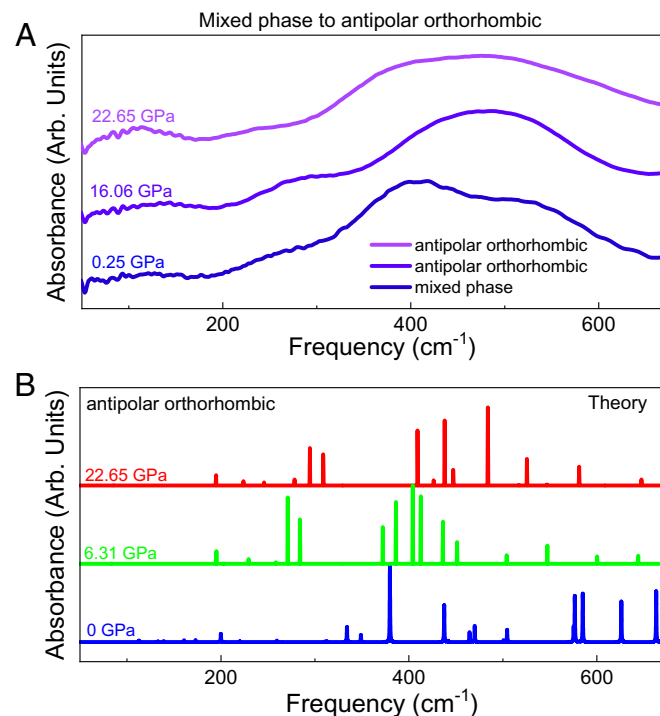 A
Mixed phase to antipolar orthorhombic
Absorbance (Arb. Units)
22.65 GPa
16.06 GPa
0.25 GPa
antipolar orthorhombic
antipolar orthorhombic
mixed phase
200 400 600
Frequency (cm⁻¹)
B
Absorbance (Arb. Units)
antipolar orthorhombic Theory
22.65 GPa
6.31 GPa
0 GPa
200 400 600
Frequency (cm⁻¹)